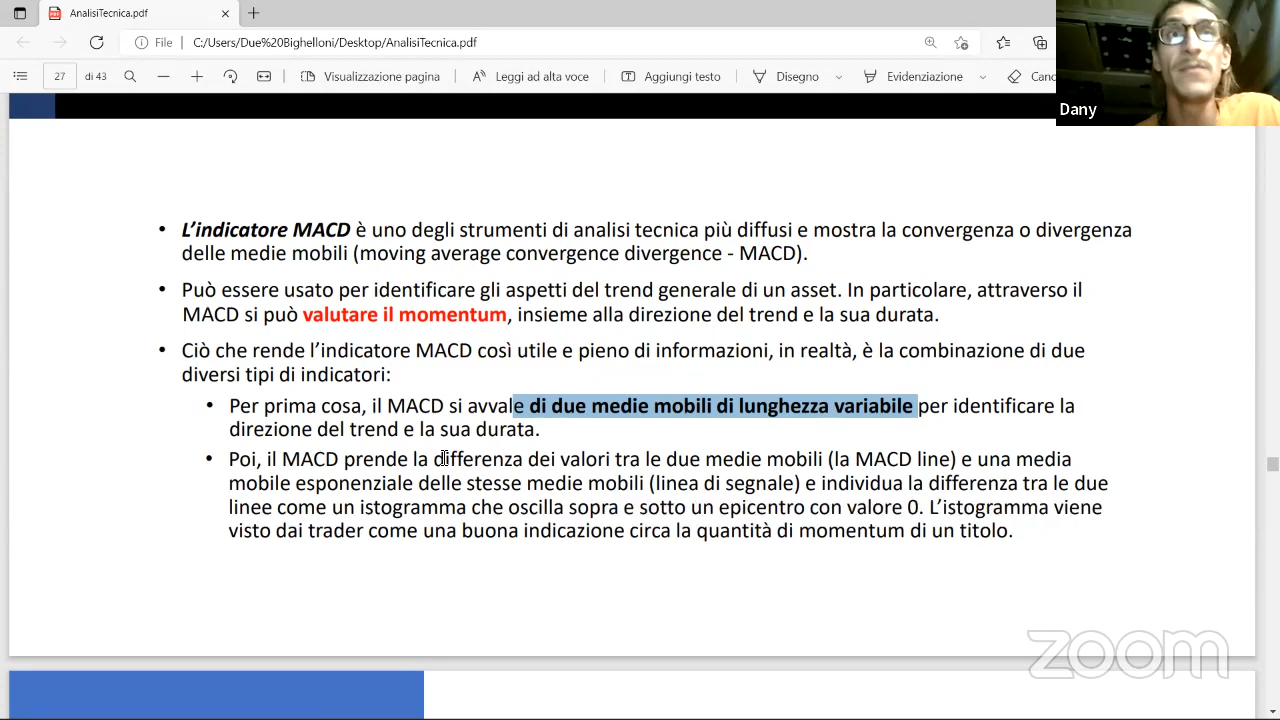 AnalisiTecnica.pdf
File
C:/Users/Due%20Bighelloni/Desktop/AnalisiTecnica.pdf
27
di 43
Visualizzazione pagina
Leggi ad alta voce
Aggiungi testo
Disegno
Evidenziazione
Canc
Dany
• L’indicatore MACD è uno degli strumenti di analisi tecnica più diffusi e mostra la convergenza o divergenza
delle medie mobili (moving average convergence divergence - MACD).
• Può essere usato per identificare gli aspetti del trend generale di un asset. In particolare, attraverso il
MACD si può valutare il momentum, insieme alla direzione del trend e la sua durata.
• Ciò che rende l’indicatore MACD così utile e pieno di informazioni, in realtà, è la combinazione di due
diversi tipi di indicatori:
• Per prima cosa, il MACD si avvale di due medie mobili di lunghezza variabile per identificare la
direzione del trend e la sua durata.
• Poi, il MACD prende la differenza dei valori tra le due medie mobili (la MACD line) e una media
mobile esponenziale delle stesse medie mobili (linea di segnale) e individua la differenza tra le due
linee come un istogramma che oscilla sopra e sotto un epicentro con valore 0. L’istogramma viene
visto dai trader come una buona indicazione circa la quantità di momentum di un titolo.
zoom